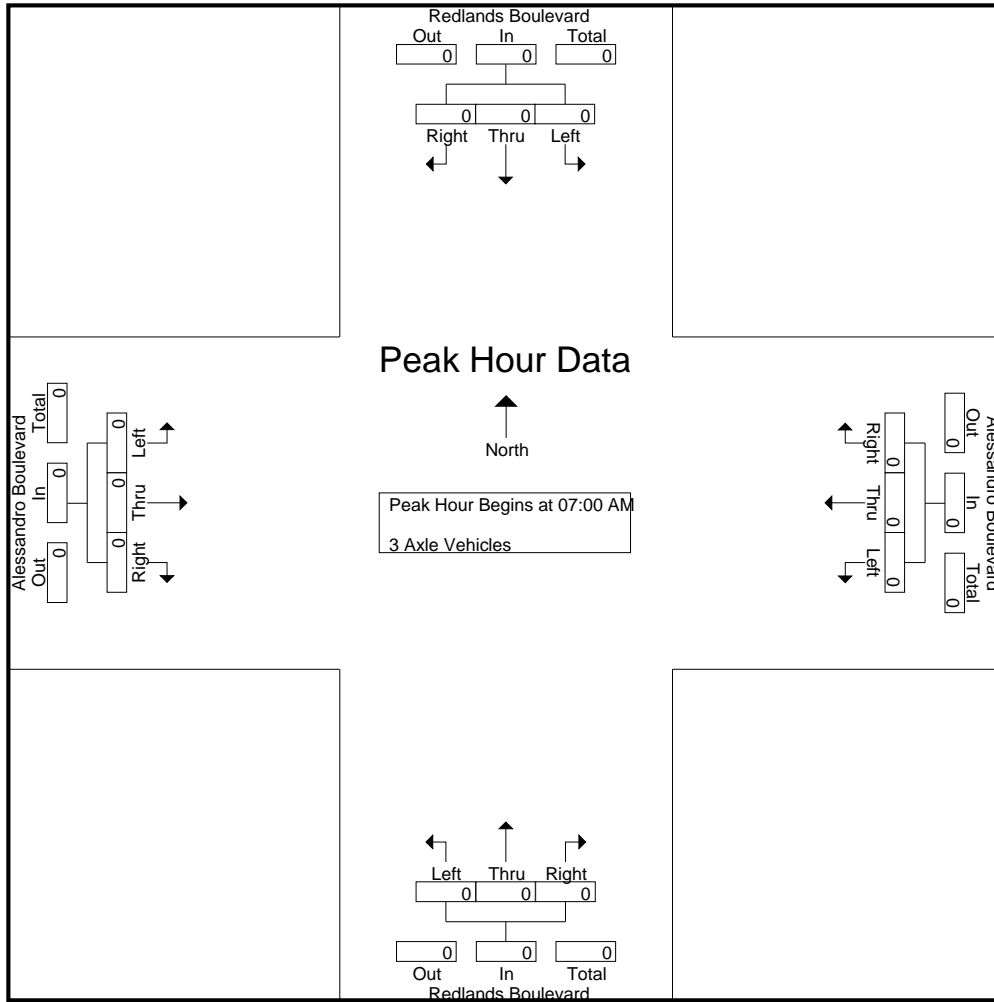 Redlands Boulevard
Out In Total
0 0 0
0 0 0
Right Thru Left
Peak Hour Data
North
Peak Hour Begins at 07:00 AM
3 Axle Vehicles
Alessandro Boulevard
Out In Total
0 0 0
0 0 0
Right Thru Left
Alessandro Boulevard
Total In Out
0 0 0
0 0 0
Left Thru Right
Left Thru Right
0 0 0
0 0 0
Out In Total
Redlands Boulevard